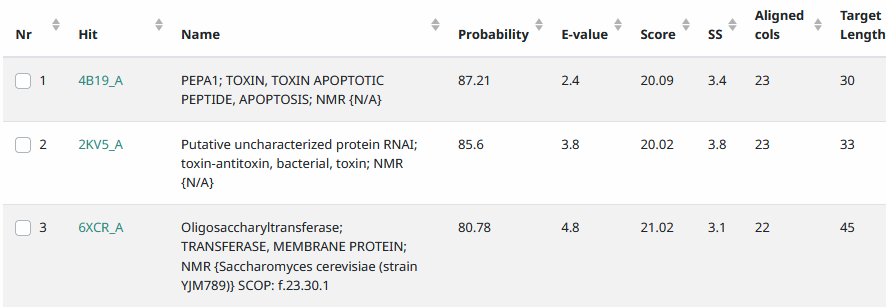 Nr Hit Name Probability E-value Score SS Aligned cols Target Length
1 4B19_A PEPA1; TOXIN, TOXIN APOPTOTIC 87.21 2.4 20.09 3.4 23 30
PEPTIDE, APOPTOSIS; NMR {N/A}
2 2KV5_A Putative uncharacterized protein RNAI; 85.6 3.8 20.02 3.8 23 33
toxin-antitoxin, bacterial, toxin; NMR
{N/A}
3 6XCR_A Oligosaccharyltransferase; 80.78 4.8 21.02 3.1 22 45
TRANSFERASE, MEMBRANE PROTEIN;
NMR {Saccharomyces cerevisiae (strain
YJM789)} SCOP: f.23.30.1